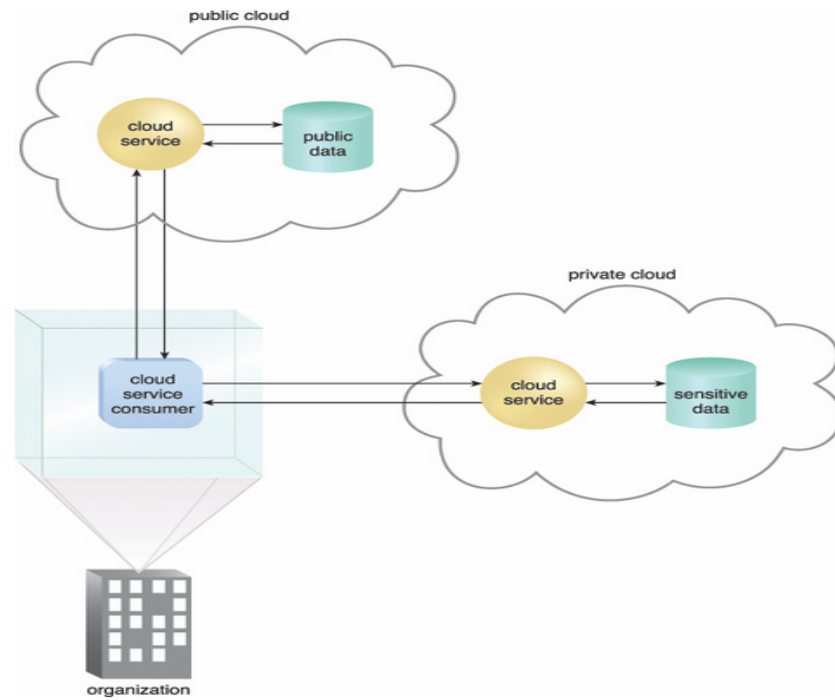 public cloud
cloud
service
public
data
private cloud
cloud
service
consumer
cloud
service
sensitive
data
organization